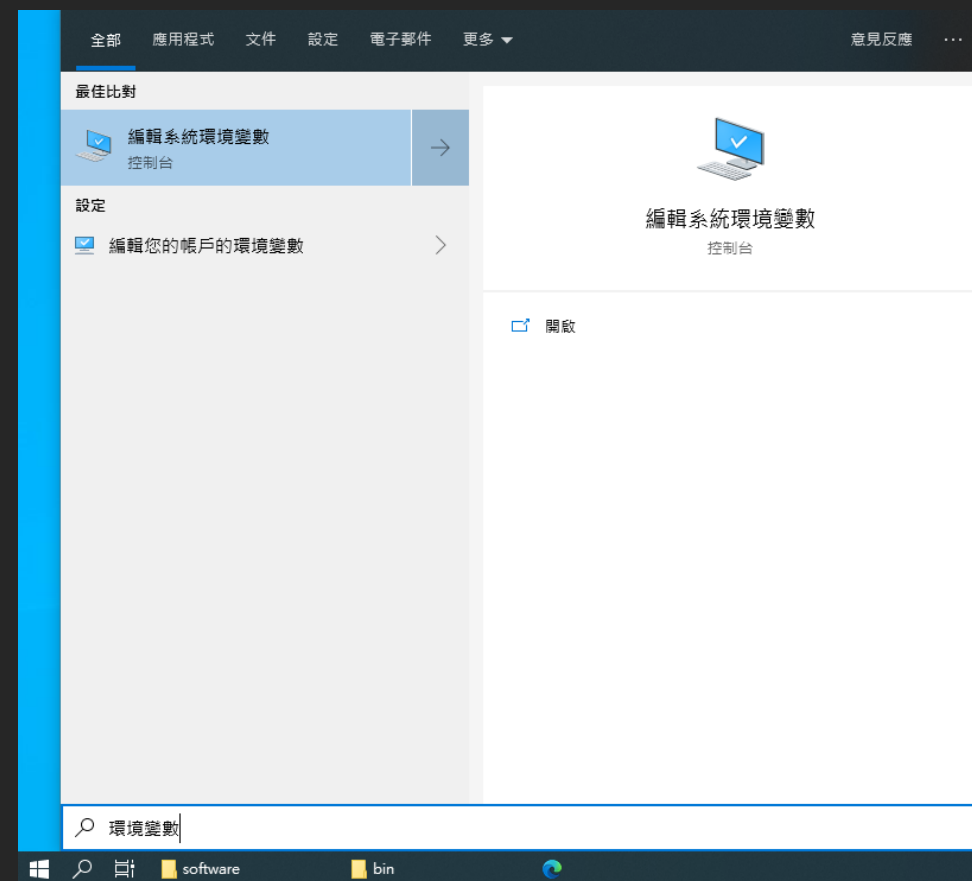 全部 應用程式 文件 設定 電子郵件 更多 意見反應 ...
最佳比對
編輯系統環境變數
控制台
設定
編輯您的帳戶的環境變數
編輯系統環境變數
控制台
開啟
環境變數
software bin